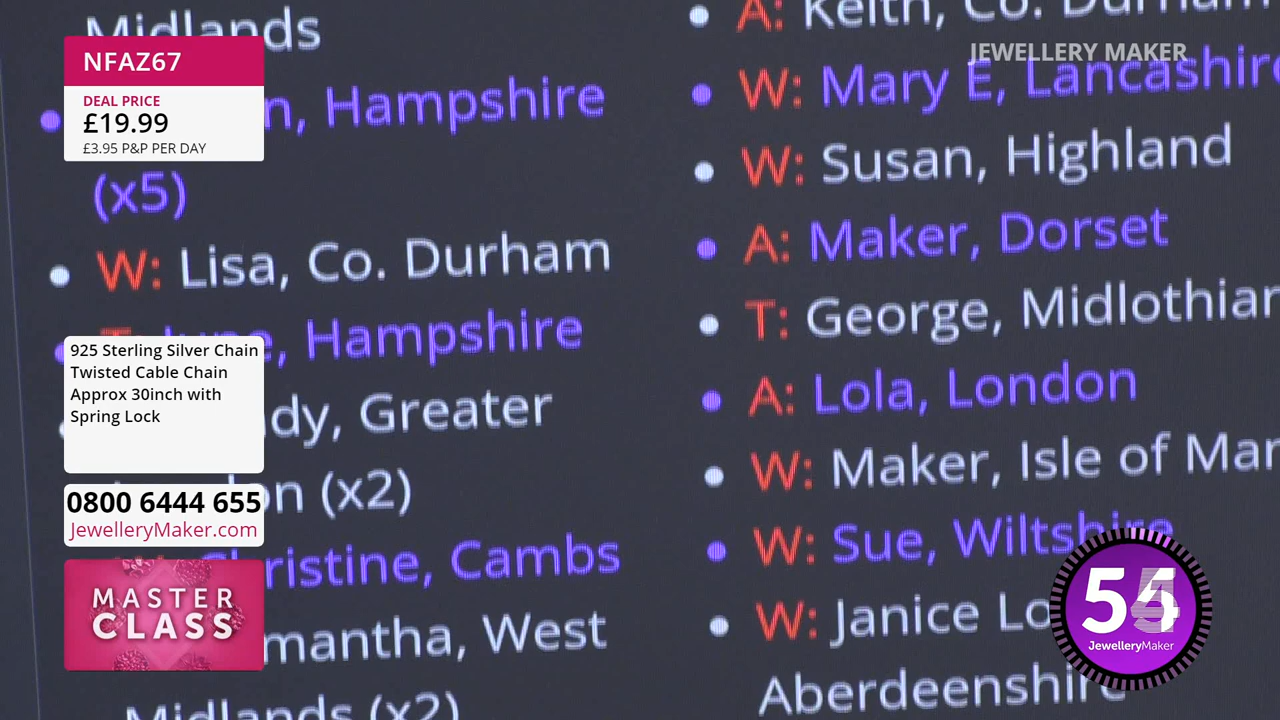 Midlands
NFAZ67
DEAL PRICE
£19.99
£3.95 P&P PER DAY
n, Hampshire
(x5)
W: Lisa, Co. Durham
June, Hampshire
925 Sterling Silver Chain
Twisted Cable Chain
Approx 30inch with
Spring Lock
dy, Greater
on (x2)
0800 6444 655
JewelleryMaker.com
Christine, Cambs
MASTER
CLASS
mantha, West
Midlands (x2)
A: Keith, Co. Durham
JEWELLERY MAKER
W: Mary E, Lancashire
W: Susan, Highland
A: Maker, Dorset
T: George, Midlothian
A: Lola, London
W: Maker, Isle of Man
W: Sue, Wiltshire
W: Janice Lo
Aberdeenshire
JewelleryMaker